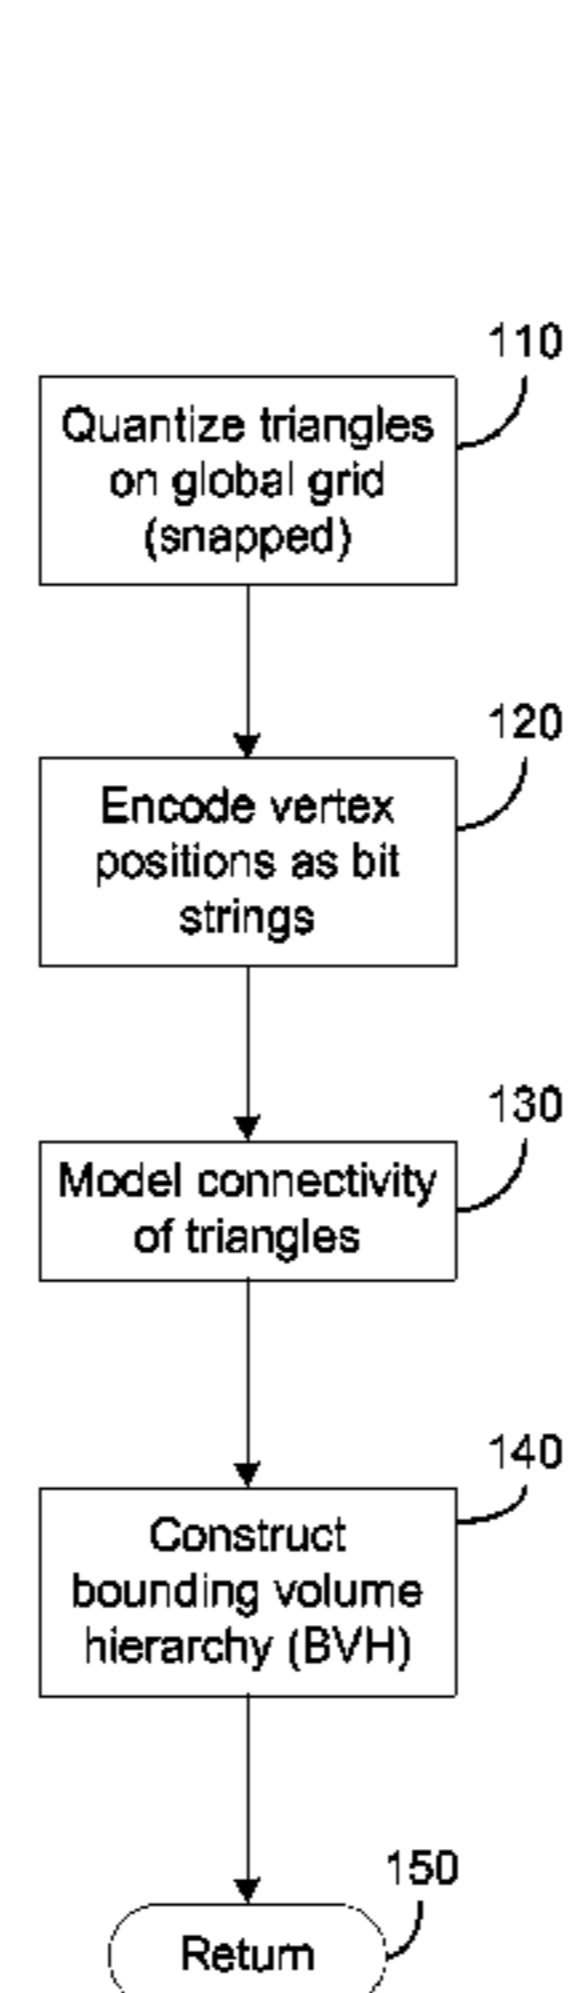 110
Quantize triangles
on global grid
(snapped)
120
Encode vertex
positions as bit
strings
130
Model connectivity
of triangles
140
Construct
bounding volume
hierarchy (BVH)
150
Return